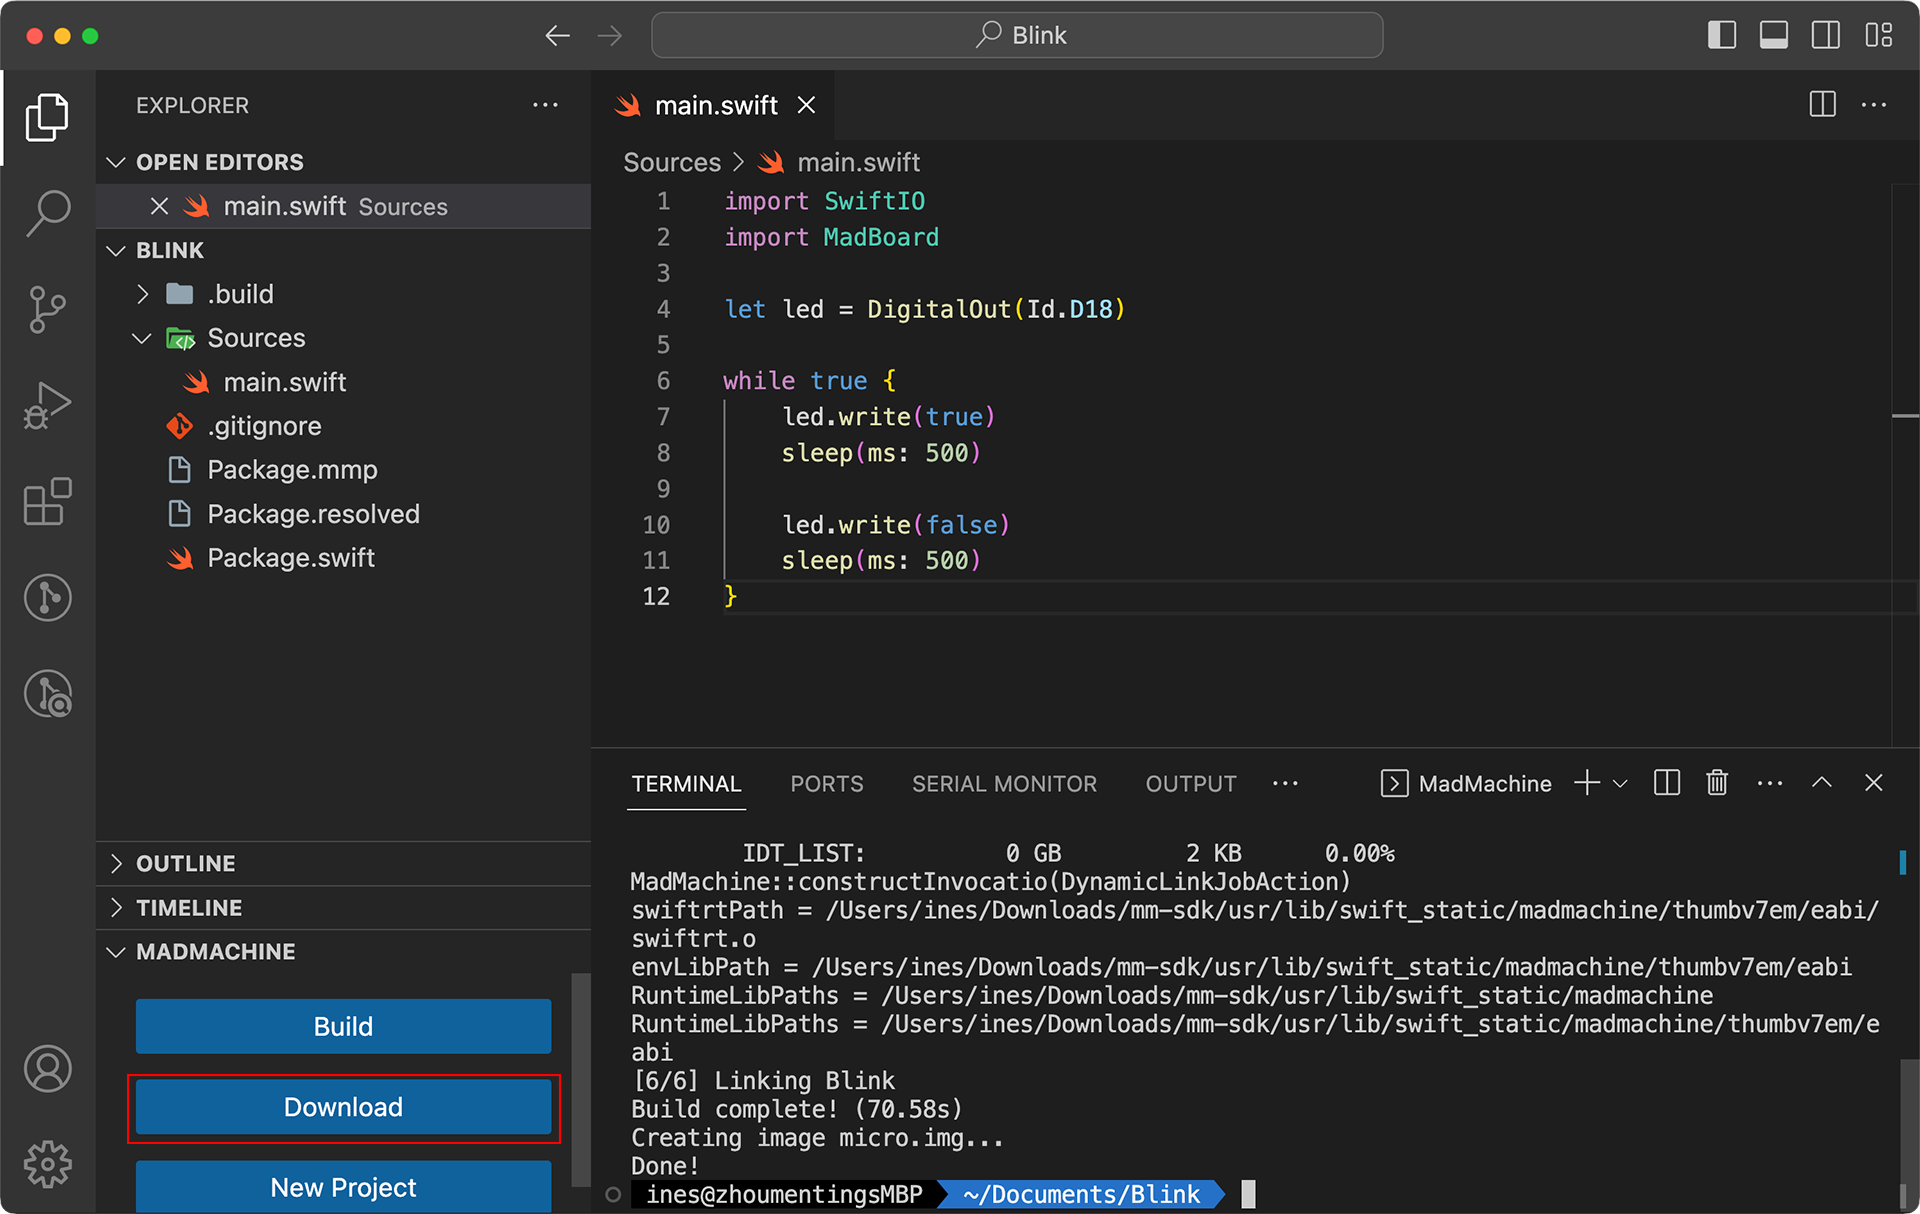 Blink
EXPLORER
OPEN EDITORS
main.swift Sources
BLINK
.build
Sources
main.swift
.gitignore
Package.mmp
Package.resolved
Package.swift
OUTLINE
TIMELINE
MADMACHINE
Build
Download
New Project
main.swift
Sources > main.swift
1 import SwiftIO
2 import MadBoard
3
4 let led = DigitalOut(Id.D18)
5
6 while true {
7     led.write(true)
8     sleep(ms: 500)
9
10     led.write(false)
11     sleep(ms: 500)
12 }
TERMINAL PORTS SERIAL MONITOR OUTPUT ··· MadMachine
IDT_LIST: 0 GB 2 KB 0.00%
MadMachine::constructInvocatio(DynamicLinkJobAction)
swiftrtPath = /Users/ines/Downloads/mm-sdk/usr/lib/swift_static/madmachine/thumbv7em/eabi/
swiftrt.o
envLibPath = /Users/ines/Downloads/mm-sdk/usr/lib/swift_static/madmachine/thumbv7em/eabi
RuntimeLibPaths = /Users/ines/Downloads/mm-sdk/usr/lib/swift_static/madmachine
RuntimeLibPaths = /Users/ines/Downloads/mm-sdk/usr/lib/swift_static/madmachine/thumbv7em/e
abi
[6/6] Linking Blink
Build complete! (70.58s)
Creating image micro.img...
Done!
ines@zhoumentingsMBP ~/Documents/Blink